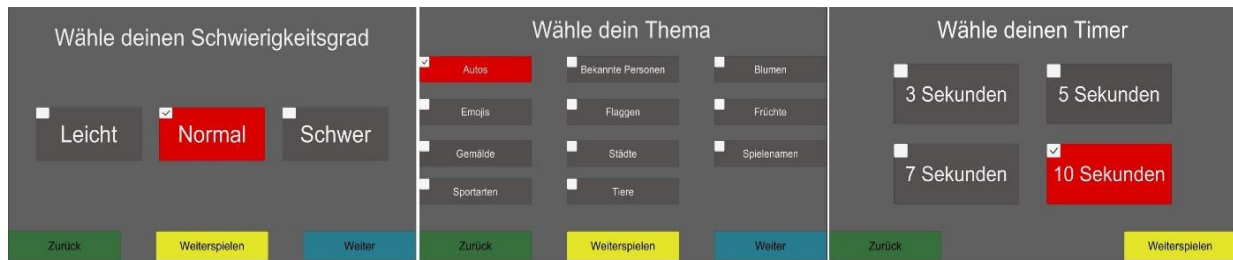 Wähle deinen Schwierigkeitsgrad
Leicht Normal Schwer
Zurück Weiterspielen Weiter
Wähle dein Thema
Autos Bekannte Personen Blumen
Emojis Flaggen Früchte
Gemälde Städte Spielenamen
Sportarten Tiere
Zurück Weiterspielen Weiter
Wähle deinen Timer
3 Sekunden 5 Sekunden
7 Sekunden 10 Sekunden
Zurück Weiterspielen